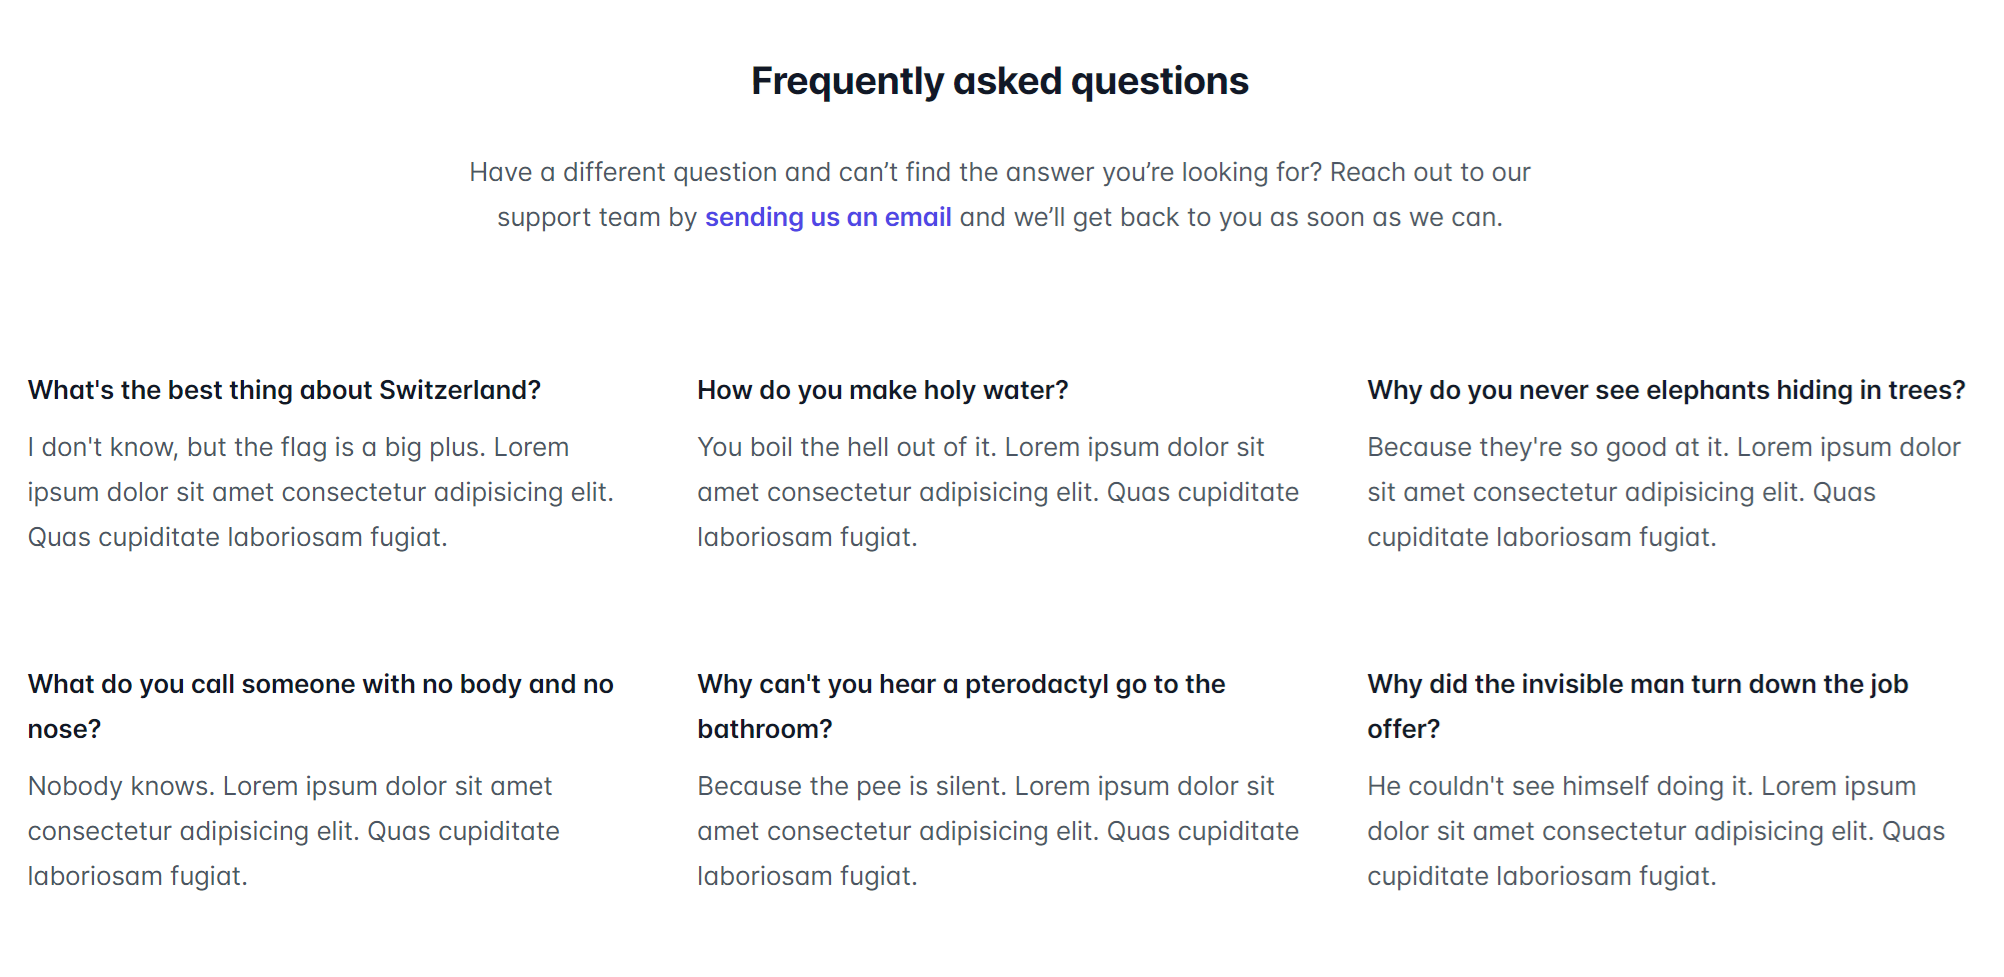 Frequently asked questions
Have a different question and can’t find the answer you’re looking for? Reach out to our
support team by sending us an email and we’ll get back to you as soon as we can.
What's the best thing about Switzerland?
I don't know, but the flag is a big plus. Lorem
ipsum dolor sit amet consectetur adipisicing elit.
Quas cupiditate laboriosam fugiat.
How do you make holy water?
You boil the hell out of it. Lorem ipsum dolor sit
amet consectetur adipisicing elit. Quas cupiditate
laboriosam fugiat.
Why do you never see elephants hiding in trees?
Because they're so good at it. Lorem ipsum dolor
sit amet consectetur adipisicing elit. Quas
cupiditate laboriosam fugiat.
What do you call someone with no body and no
nose?
Nobody knows. Lorem ipsum dolor sit amet
consectetur adipisicing elit. Quas cupiditate
laboriosam fugiat.
Why can't you hear a pterodactyl go to the
bathroom?
Because the pee is silent. Lorem ipsum dolor sit
amet consectetur adipisicing elit. Quas cupiditate
laboriosam fugiat.
Why did the invisible man turn down the job
offer?
He couldn't see himself doing it. Lorem ipsum
dolor sit amet consectetur adipisicing elit. Quas
cupiditate laboriosam fugiat.